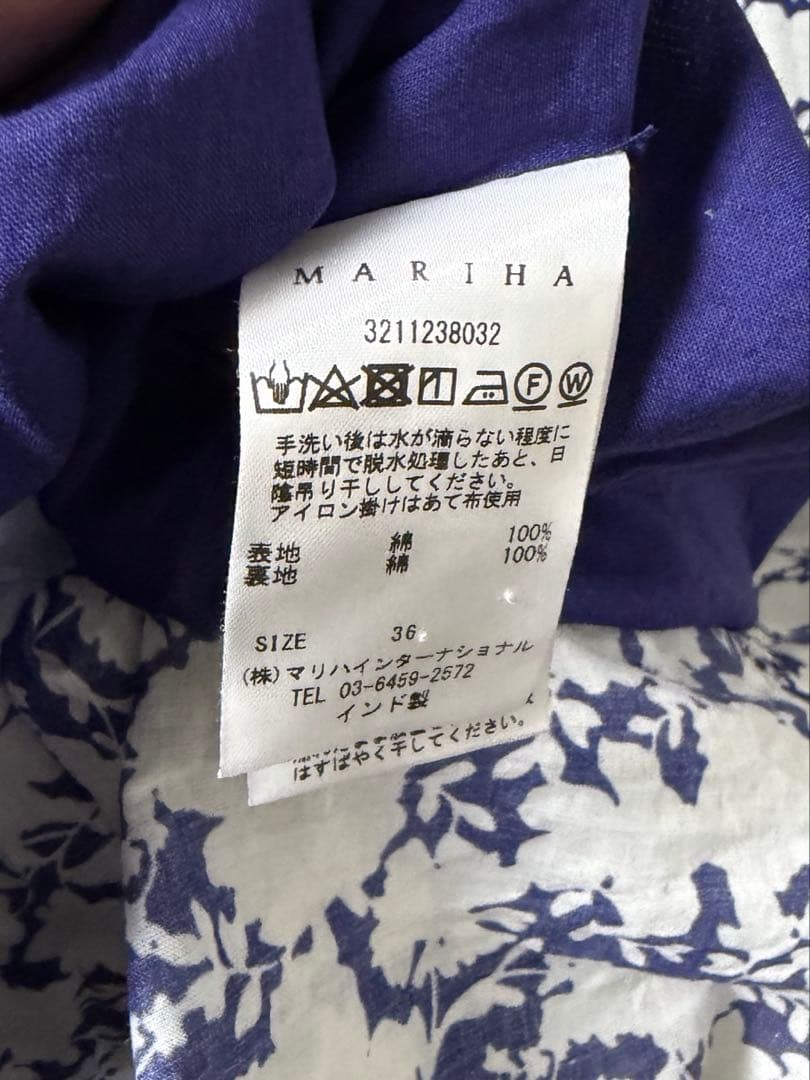 MARIHA
3211238032
F W
手洗い後は水が滴らない程度に
短時間で脱水処理したあと、日
陰吊り干ししてください。
アイロン掛けはあて布使用
表地 綿 100%
裏地 綿 100%
SIZE 36
(株)マリハインターナショナル
TEL 03-6459-2572
インド製
はすばやく干してください。